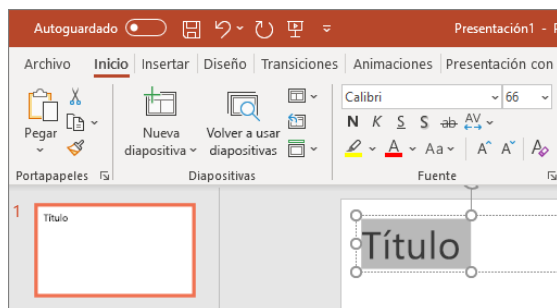 Autoguardado Presentación1 -
Archivo Inicio Insertar Diseño Transiciones Animaciones Presentación con
Calibri 66
Pegar Nueva diapositiva Volver a usar diapositivas
N K S S ab AV
A Aa A A A
Portapapeles Diapositivas Fuente
1
Título
Título